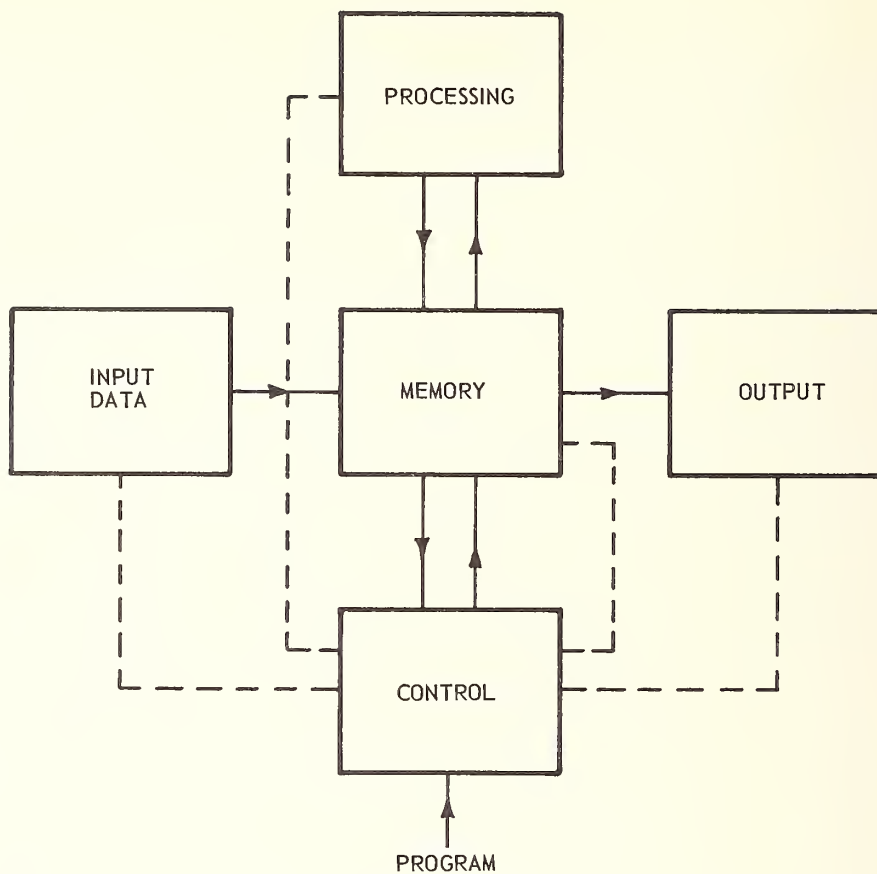 PROCESSING
INPUT
DATA
MEMORY
OUTPUT
CONTROL
PROGRAM